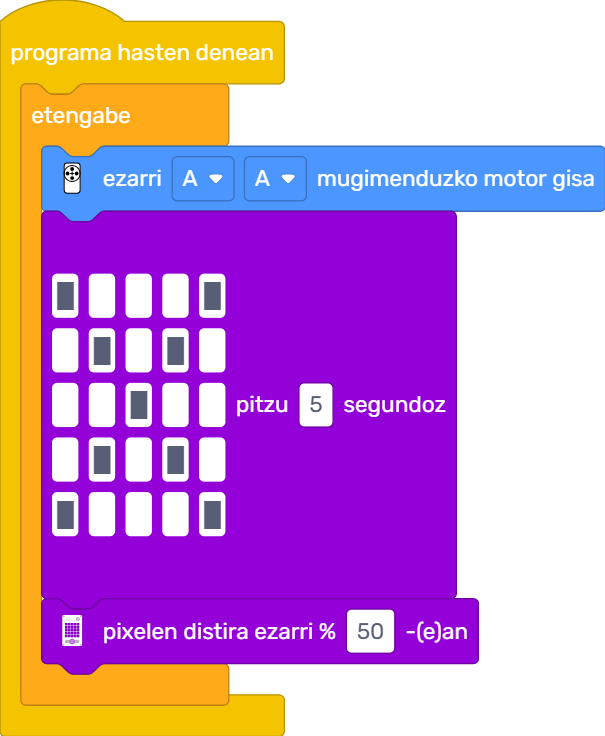 programa hasten denean
etengabe
ezarri A A mugimenduzko motor gisa
pitzu 5 segundoz
pixelen distira ezarri % 50 -(e)an